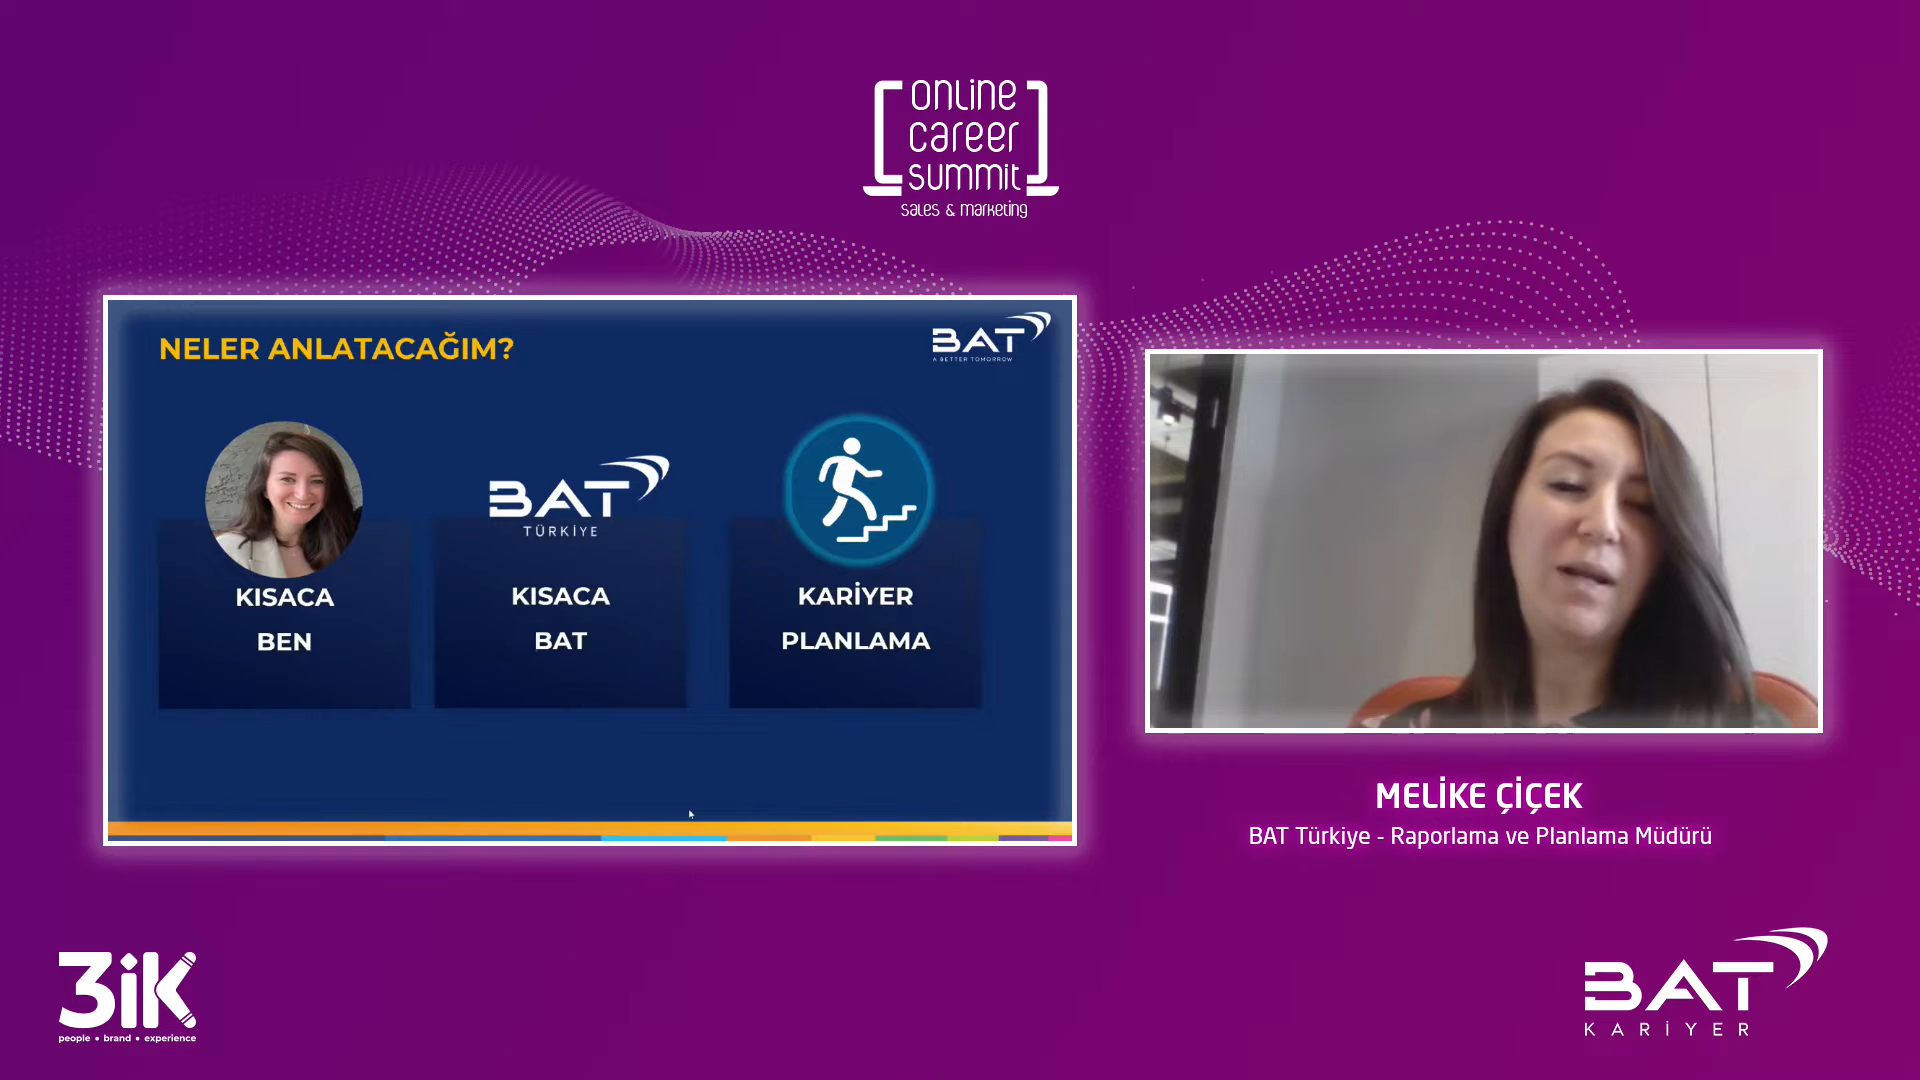 online
career
summit
sales & marketing
NELER ANLATACAĞIM?
BAT
A BETTER TOMORROW
BAT
TÜRKİYE
KISACA
BEN
KISACA
BAT
KARİYER
PLANLAMA
MELİKE ÇİÇEK
BAT Türkiye - Raporlama ve Planlama Müdürü
3iK
people • brand • experience
BAT
KARİYER